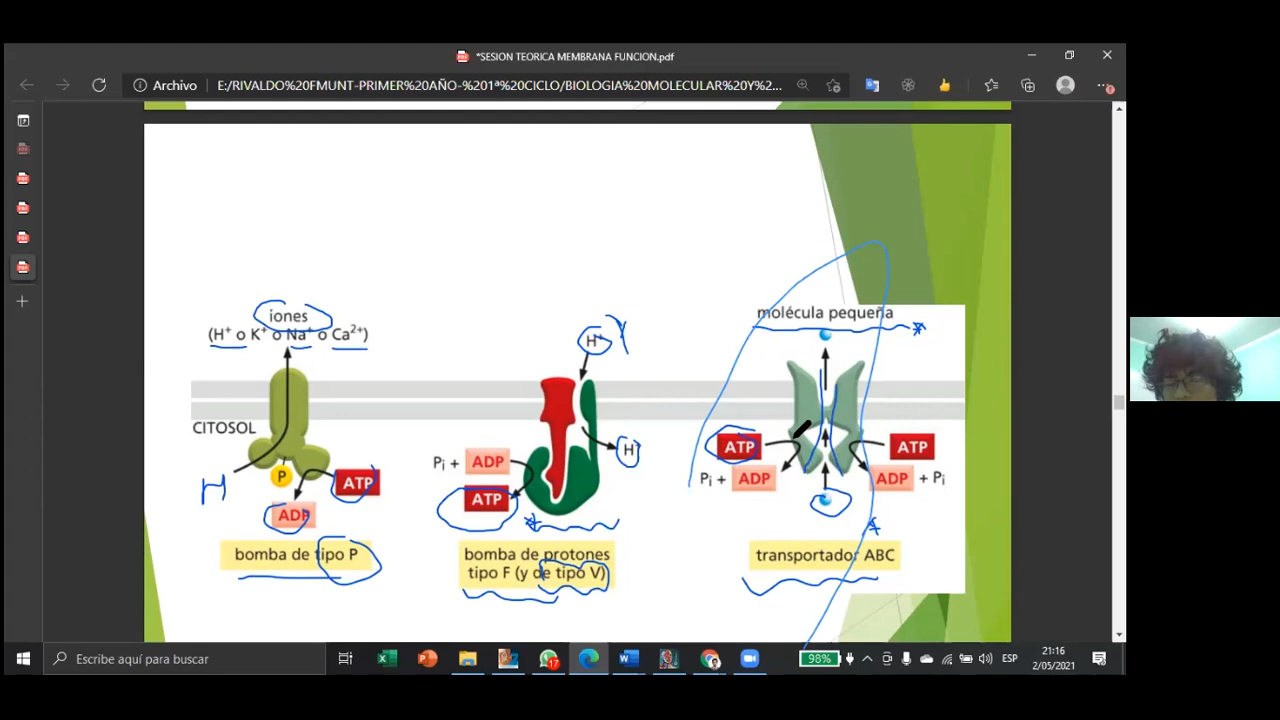 *SESION TEORICA MEMBRANA FUNCION.pdf
Archivo
E:/RIVALDO%20FMUNT-PRIMER%20AÑO-%201ª%20CICLO/BIOLOGIA%20MOLECULAR%20Y%2...
iones
(H⁺ o K⁺ o Na⁺ o Ca²⁺)
CITOSOL
H
P
ATP
ADP
bomba de tipo P
H⁺
H
Pi + ADP
ATP
bomba de protones
tipo F (y de tipo V)
molécula pequeña
ATP
ATP
Pi + ADP
ADP + Pi
transportador ABC
Escribe aquí para buscar
17
98%
ESP
21:16
2/05/2021